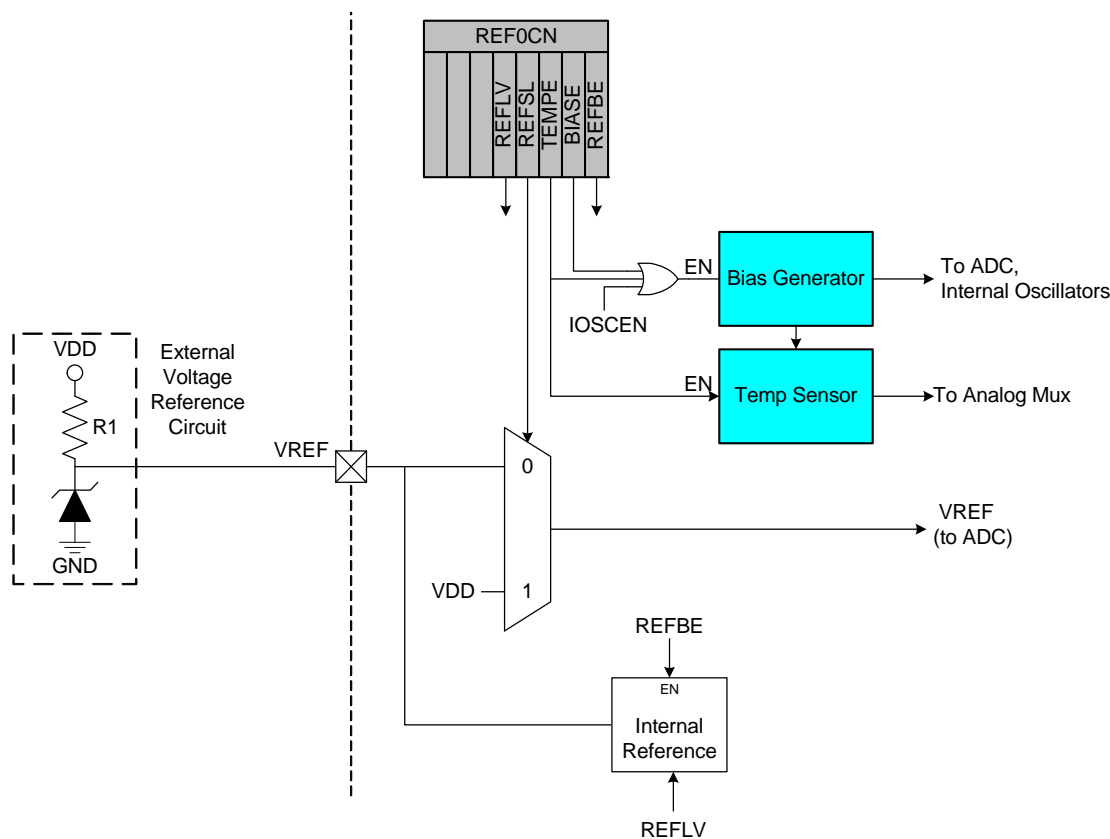 REF0CN
REFLV
REFSL
TEMPE
BIASE
REFBE
EN
Bias Generator
To ADC,
Internal Oscillators
IOSCEN
VDD
External
Voltage
Reference
Circuit
R1
EN
Temp Sensor
To Analog Mux
VREF
0
VREF
(to ADC)
GND
VDD
1
REFBE
EN
Internal
Reference
REFLV